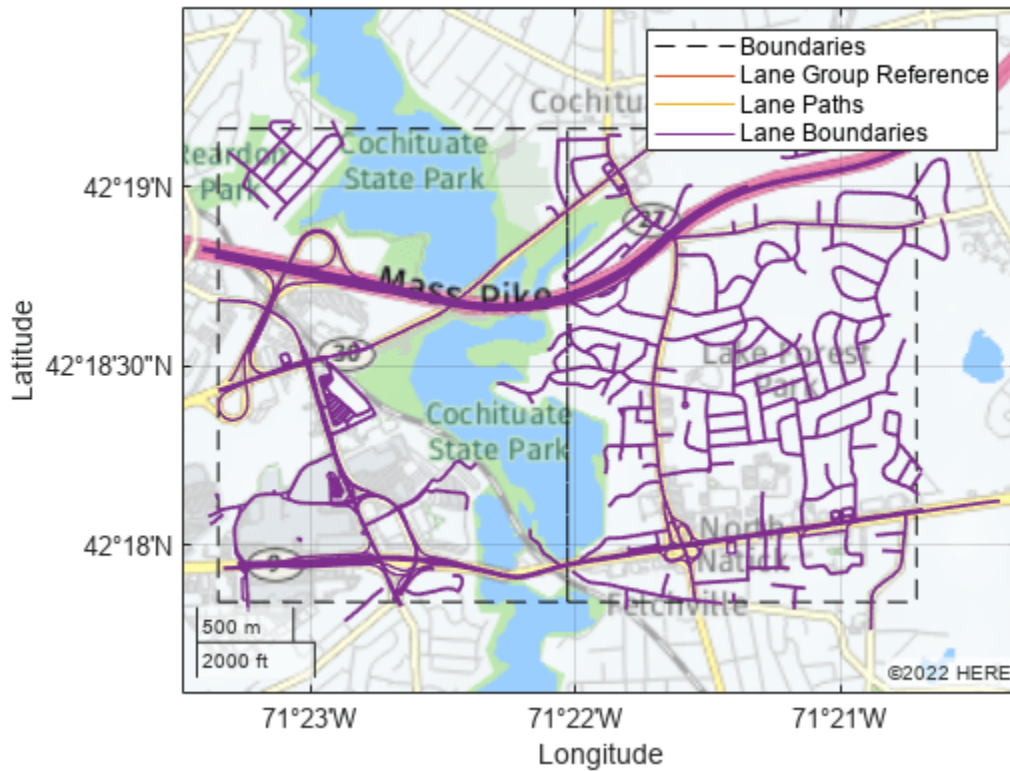 Boundaries
Lane Group Reference
Lane Paths
Lane Boundaries
Cochitua
Reardon
Park
Cochituate
State Park
27
Mass Pike
30
Lake Forest
Park
Cochituate
State Park
North
Natick
9
Felchville
500 m
2000 ft
©2022 HERE
42°19'N
42°18'30"N
42°18'N
Latitude
71°23'W
71°22'W
71°21'W
Longitude